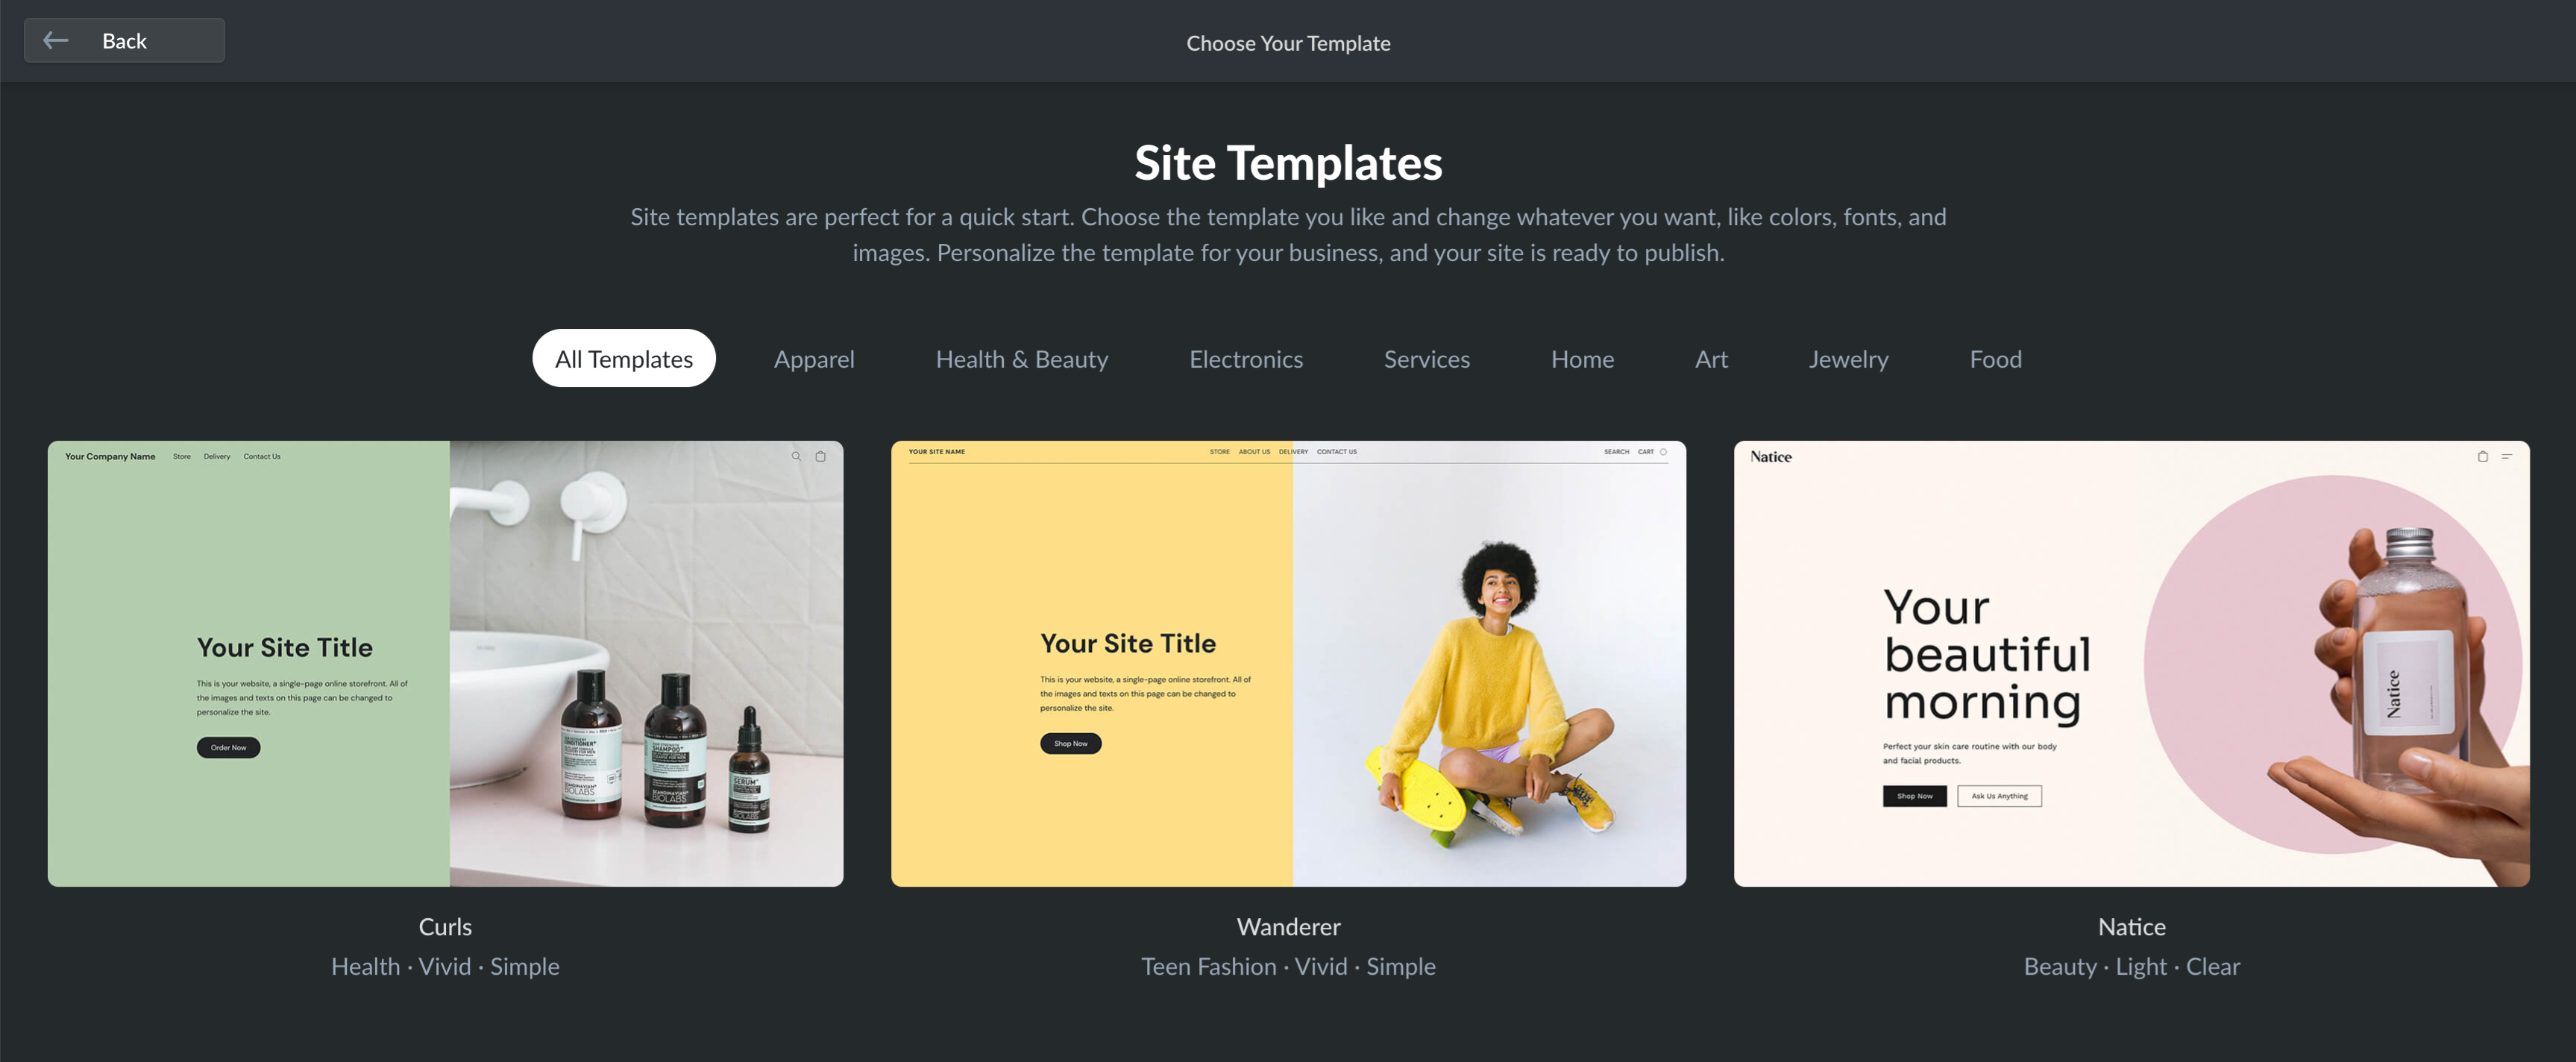 Back
Choose Your Template
Site Templates
Site templates are perfect for a quick start. Choose the template you like and change whatever you want, like colors, fonts, and
images. Personalize the template for your business, and your site is ready to publish.
All Templates Apparel Health & Beauty Electronics Services Home Art Jewelry Food
Your Company Name Store Delivery Contact Us
Your Site Title
This is your website, a single-page online storefront. All of
the images and texts on this page can be changed to
personalize the site.
Order Now
CONDITIONER
SCANDINAVIAN
BIOLABS
SHAMPOO
SCANDINAVIAN
BIOLABS
SERUM
SCANDINAVIAN
BIOLABS
Curls
Health · Vivid · Simple
YOUR SITE NAME STORE ABOUT US DELIVERY CONTACT US SEARCH CART
Your Site Title
This is your website, a single-page online storefront. All of
the images and texts on this page can be changed to
personalize the site.
Shop Now
Wanderer
Teen Fashion · Vivid · Simple
Natice
Your
beautiful
morning
Perfect your skin care routine with our body
and facial products.
Shop Now Ask Us Anything
Natice
Natice
Beauty · Light · Clear